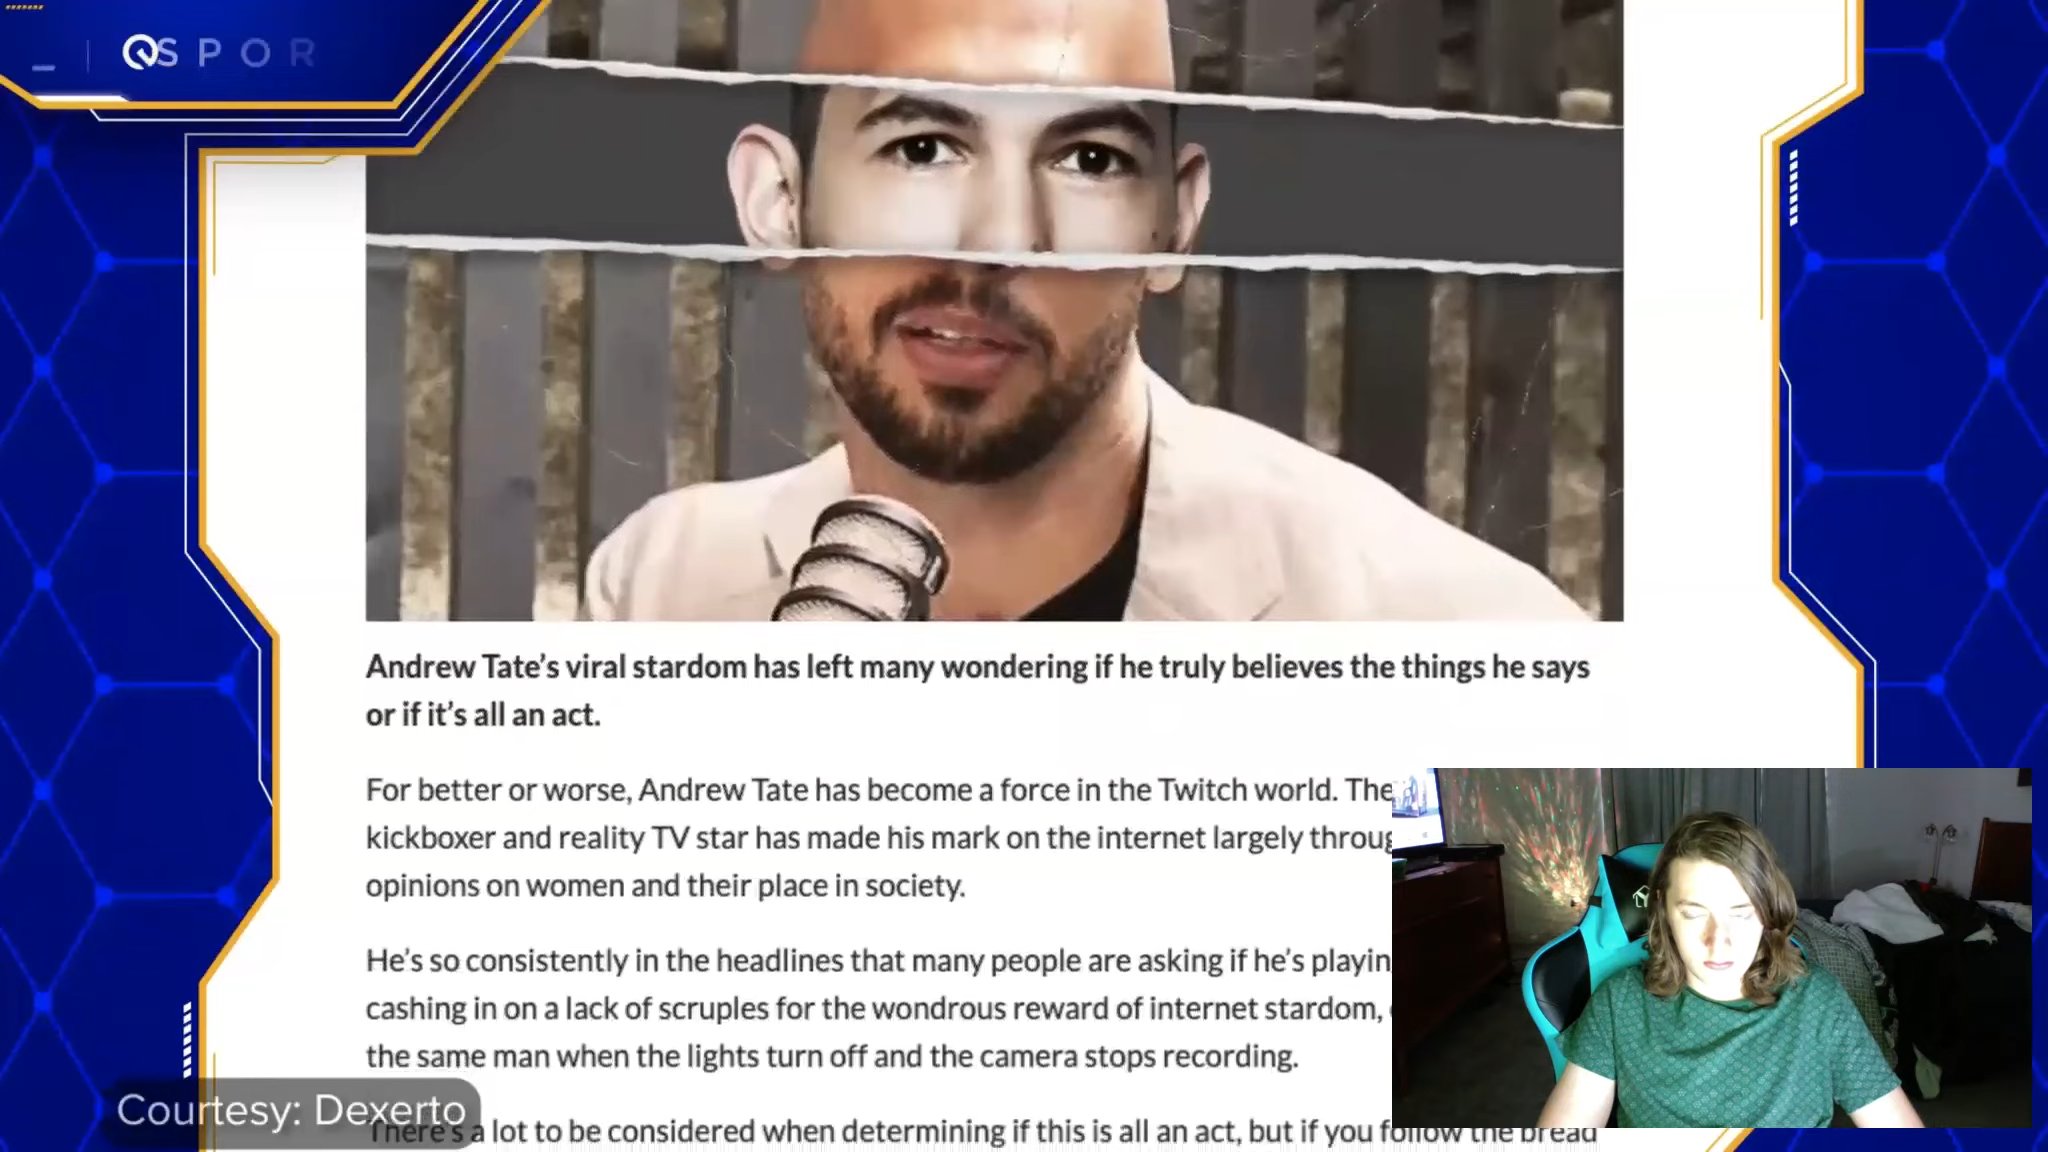 SPOR
Andrew Tate's viral stardom has left many wondering if he truly believes the things he says
or if it's all an act.
For better or worse, Andrew Tate has become a force in the Twitch world. The
kickboxer and reality TV star has made his mark on the internet largely throug
opinions on women and their place in society.
He's so consistently in the headlines that many people are asking if he's playin
cashing in on a lack of scruples for the wondrous reward of internet stardom,
the same man when the lights turn off and the camera stops recording.
There's a lot to be considered when determining if this is all an act, but if you follow the bread
Courtesy: Dexerto